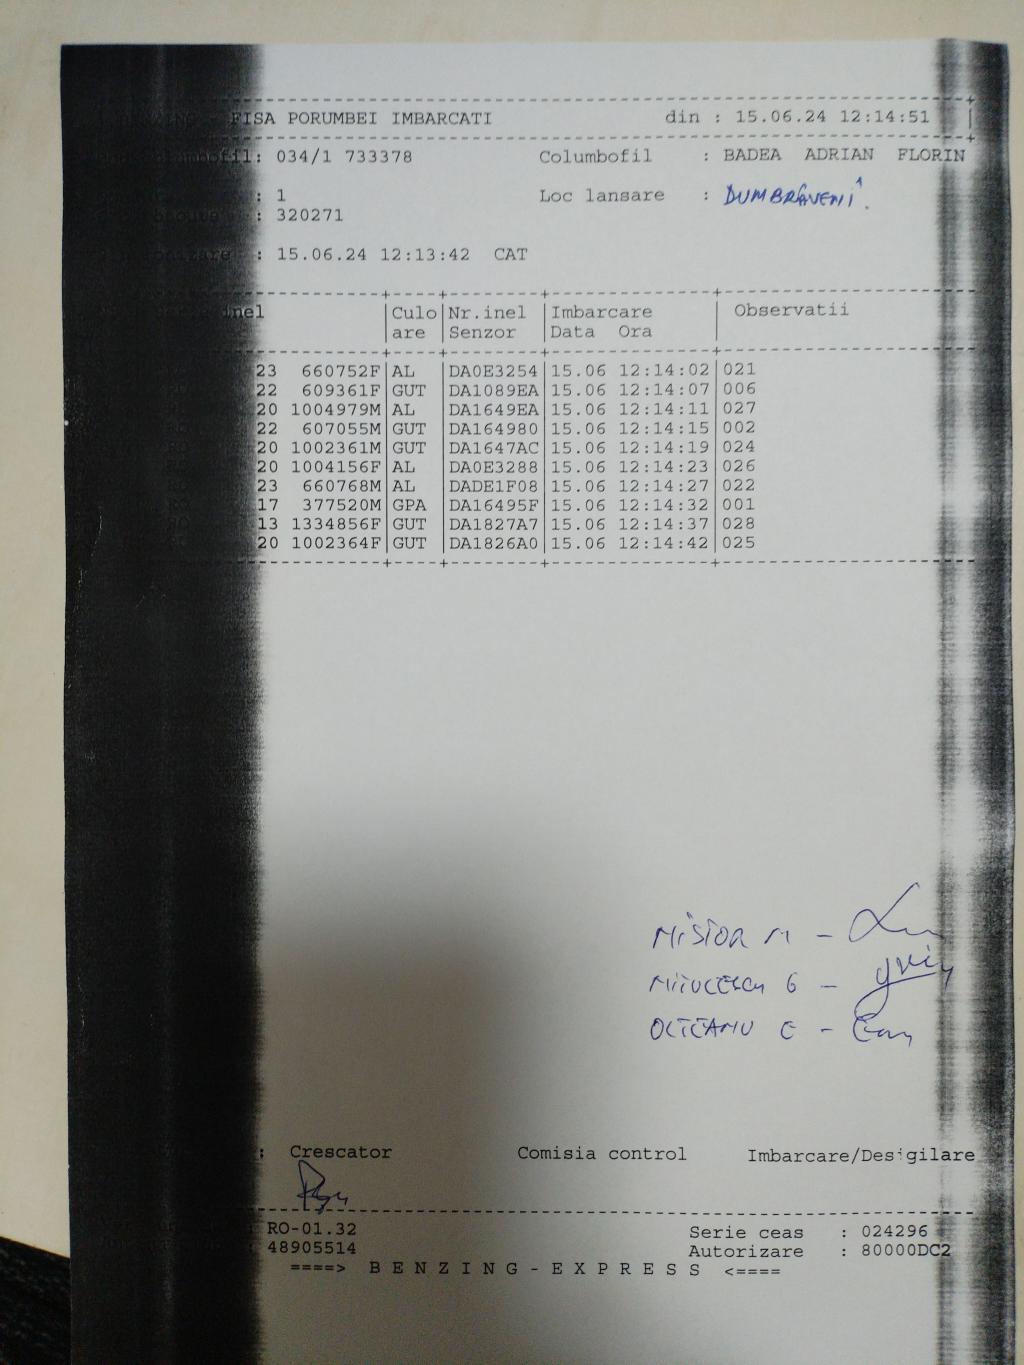 FISA PORUMBEI IMBARCATI din : 15.06.24 12:14:51
: 034/1 733378 Columbofil : BADEA ADRIAN FLORIN
: 1 Loc lansare : DUMBRĂVENI
: 320271
: 15.06.24 12:13:42 CAT
inel Culo Nr.inel Imbarcare Observatii
are Senzor Data Ora
23 660752F AL DA0E3254 15.06 12:14:02 021
22 609361F GUT DA1089EA 15.06 12:14:07 006
20 1004979M AL DA1649EA 15.06 12:14:11 027
22 607055M GUT DA164980 15.06 12:14:15 002
20 1002361M GUT DA1647AC 15.06 12:14:19 024
20 1004156F AL DA0E3288 15.06 12:14:23 026
23 660768M AL DADE1F08 15.06 12:14:27 022
17 377520M GPA DA16495F 15.06 12:14:32 001
13 1334856F GUT DA1827A7 15.06 12:14:37 028
20 1002364F GUT DA1826A0 15.06 12:14:42 025
MISTOR M -
MITUCESCU G -
OLTEANU C -
: Crescator Comisia control Imbarcare/Desigilare
RO-01.32 Serie ceas : 024296
: 48905514 Autorizare : 80000DC2
====> BENZING-EXPRESS <====